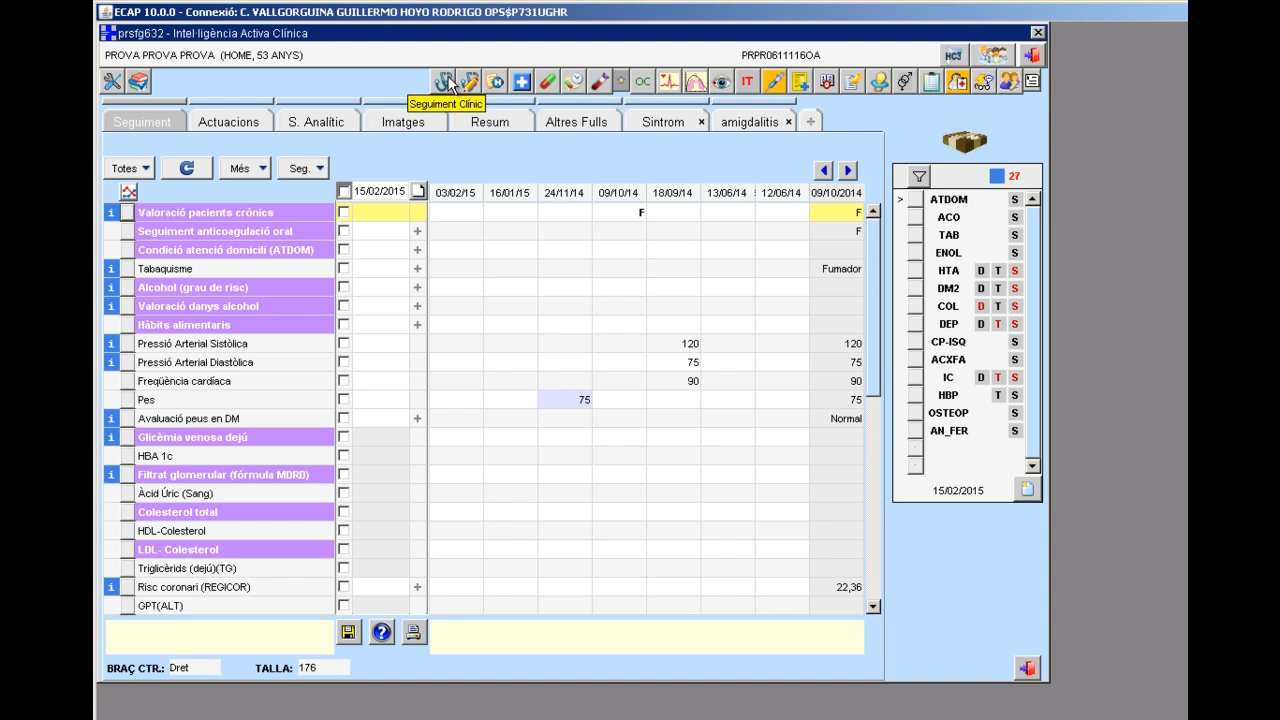 ECAP 10.0.0 - Connexió: C. VALLGORGUINA GUILLERMO HOYO RODRIGO OPS$P731UGHR
prsfg632 - Intel·ligència Activa Clínica
PROVA PROVA PROVA (HOME, 53 ANYS) PRPR0611116OA HC3
OC IT
Seguiment Clínic
Seguiment Actuacions S. Analític Imatges Resum Altres Fulls Sintrom × amigdalitis × +
Totes Més Seg.
15/02/2015 03/02/15 16/01/15 24/11/14 09/10/14 18/09/14 13/06/14 12/06/14 09/10/2014
i Valoració pacients crònics F F
Seguiment anticoagulació oral + F
Condició atenció domicili (ATDOM) +
i Tabaquisme + Fumador
i Alcohol (grau de risc) +
i Valoració danys alcohol +
Hàbits alimentaris +
i Pressió Arterial Sistòlica 120 120
i Pressió Arterial Diastòlica 75 75
Freqüència cardíaca 90 90
Pes 75 75
i Avaluació peus en DM + Normal
i Glicèmia venosa dejú
HBA 1c
i Filtrat glomerular (fórmula MDRD)
Àcid Úric (Sang)
Colesterol total
HDL-Colesterol
LDL- Colesterol
Triglicèrids (dejú)(TG)
i Risc coronari (REGICOR) + 22,36
GPT(ALT)
BRAÇ CTR.: Dret TALLA: 176
27
> ATDOM S
ACO S
TAB S
ENOL S
HTA D T S
DM2 D T S
COL D T S
DEP D T S
CP-ISQ S
ACXFA S
IC D T S
HBP T S
OSTEOP S
AN_FER S
15/02/2015